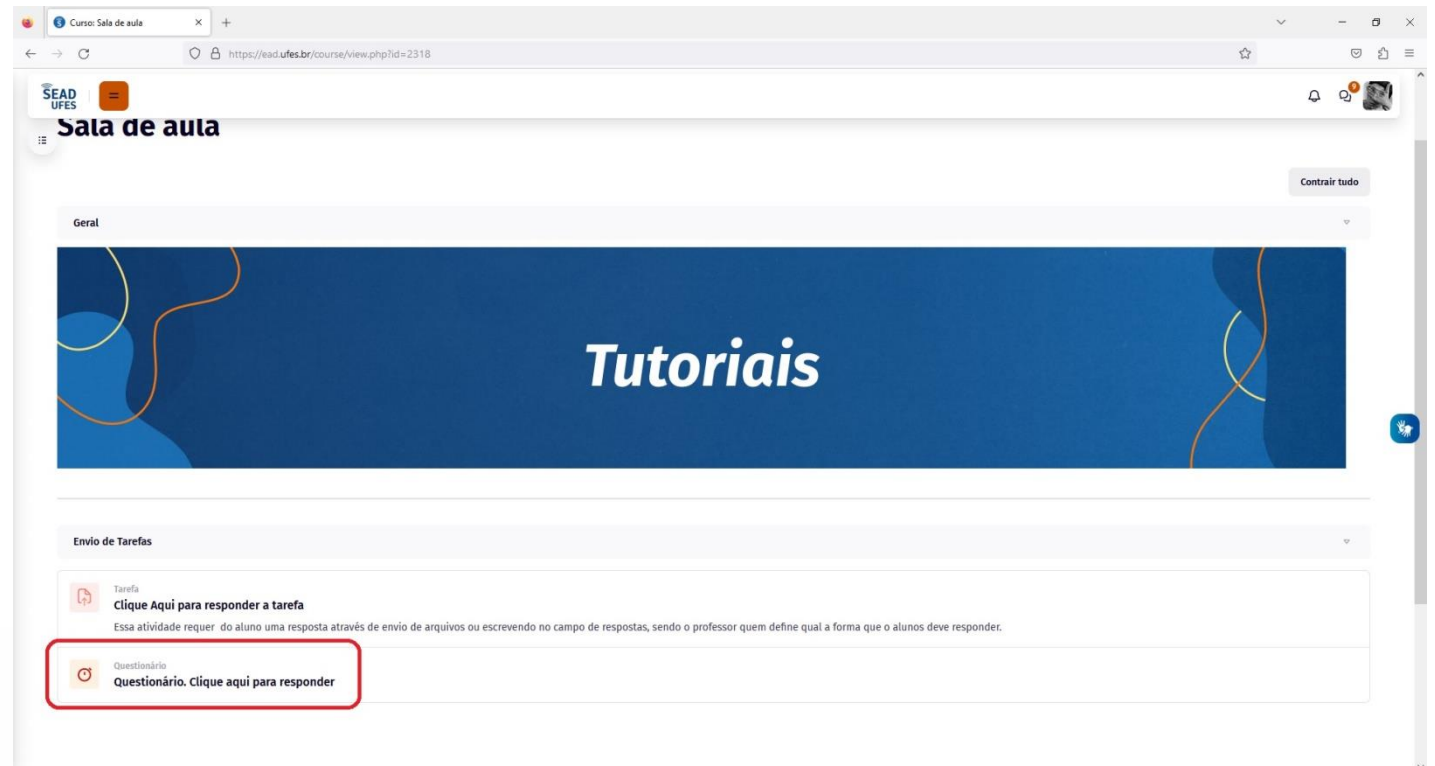 Curso: Sala de aula
https://ead.ufes.br/course/view.php?id=2318
SEAD
UFES
9
Sala de aula
Contrair tudo
Geral
Tutoriais
Envio de Tarefas
Tarefa
Clique Aqui para responder a tarefa
Essa atividade requer do aluno uma resposta através de envio de arquivos ou escrevendo no campo de respostas, sendo o professor quem define qual a forma que o alunos deve responder.
Questionário
Questionário. Clique aqui para responder